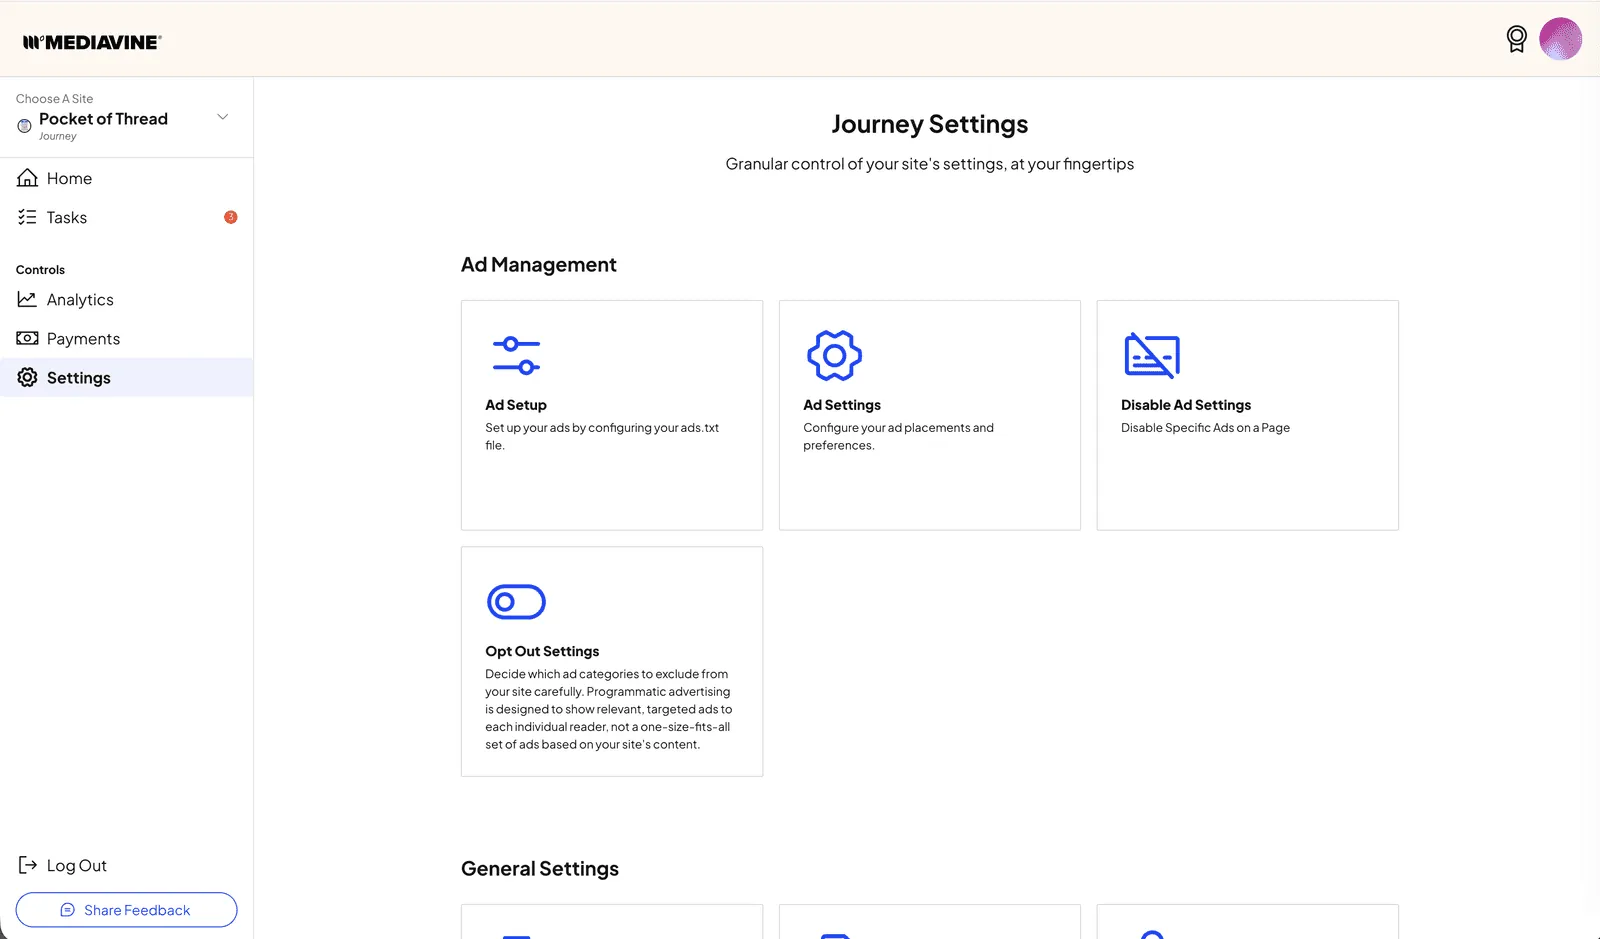 MEDIAVINE®
Choose A Site
Pocket of Thread
Journey
Home
Tasks
3
Controls
Analytics
Payments
Settings
Log Out
Share Feedback
Journey Settings
Granular control of your site's settings, at your fingertips
Ad Management
Ad Setup
Set up your ads by configuring your ads.txt
file.
Ad Settings
Configure your ad placements and
preferences.
Disable Ad Settings
Disable Specific Ads on a Page
Opt Out Settings
Decide which ad categories to exclude from
your site carefully. Programmatic advertising
is designed to show relevant, targeted ads to
each individual reader, not a one-size-fits-all
set of ads based on your site's content.
General Settings